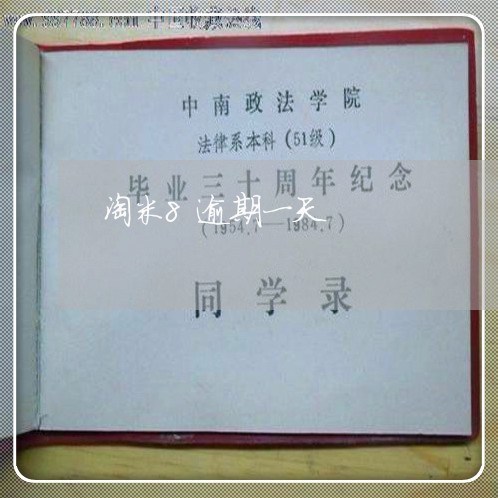 中南政法学院
法律系本科（51级）
毕业三十周年纪念
淘米8逾期一天
（1954.7—1984.7）
同学录